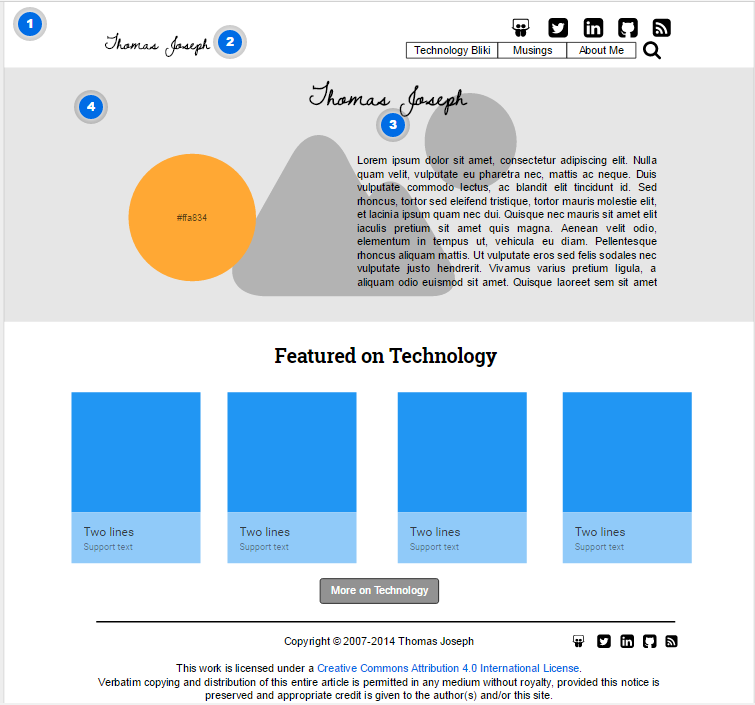 1
Thomas Joseph
2
Technology Bliki
Musings
About Me
4
Thomas Joseph
3
#ffa834
Lorem ipsum dolor sit amet, consectetur adipiscing elit. Nulla
quam velit, vulputate eu pharetra nec, mattis ac neque. Duis
vulputate commodo lectus, ac blandit elit tincidunt id. Sed
rhoncus, tortor sed eleifend tristique, tortor mauris molestie elit,
et lacinia ipsum quam nec dui. Quisque nec mauris sit amet elit
iaculis pretium sit amet quis magna. Aenean velit odio,
elementum in tempus ut, vehicula eu diam. Pellentesque
rhoncus aliquam mattis. Ut vulputate eros sed felis sodales nec
vulputate justo hendrerit. Vivamus varius pretium ligula, a
aliquam odio euismod sit amet. Quisque laoreet sem sit amet
Featured on Technology
Two lines
Support text
Two lines
Support text
Two lines
Support text
Two lines
Support text
More on Technology
Copyright © 2007-2014 Thomas Joseph
This work is licensed under a Creative Commons Attribution 4.0 International License.
Verbatim copying and distribution of this entire article is permitted in any medium without royalty, provided this notice is
preserved and appropriate credit is given to the author(s) and/or this site.